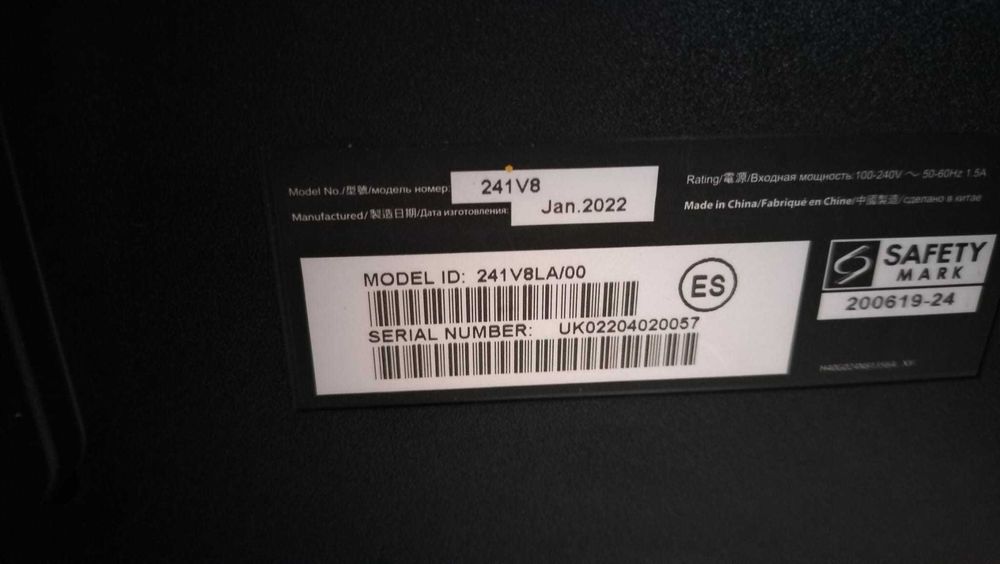 Model No./型號/модель номер: 241V8
Manufactured/製造日期/Дата изготовления: Jan.2022
Rating/電源/Входная мощность: 100-240V ～ 50-60Hz 1.5A
Made in China/Fabriqué en Chine/中國製造/сделано в китае
MODEL ID: 241V8LA/00
ES
SERIAL NUMBER: UK02204020057
SAFETY
MARK
200619-24